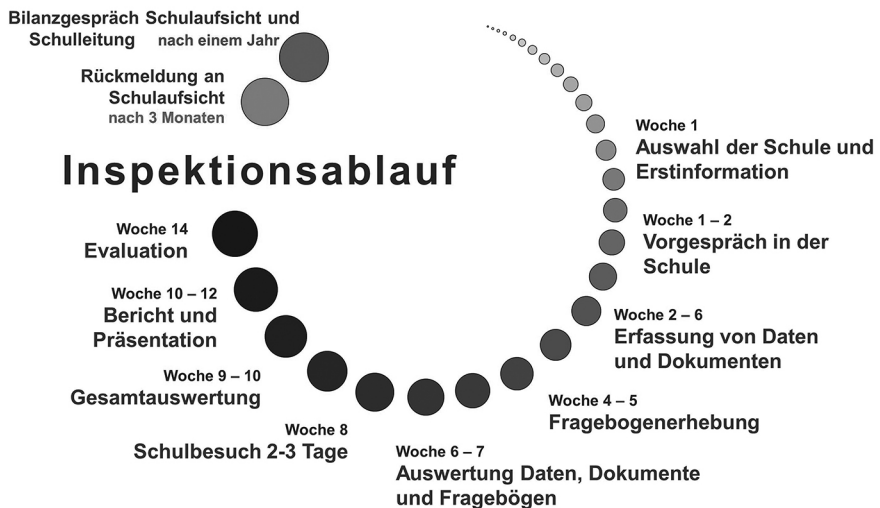 Bilanzgespräch Schulaufsicht und
Schulleitung nach einem Jahr
Rückmeldung an
Schulaufsicht
nach 3 Monaten
Inspektionsablauf
Woche 1
Auswahl der Schule und
Erstinformation
Woche 1 – 2
Vorgespräch in der
Schule
Woche 2 – 6
Erfassung von Daten
und Dokumenten
Woche 4 – 5
Fragebogenerhebung
Woche 6 – 7
Auswertung Daten, Dokumente
und Fragebögen
Woche 8
Schulbesuch 2-3 Tage
Woche 9 – 10
Gesamtauswertung
Woche 10 – 12
Bericht und
Präsentation
Woche 14
Evaluation